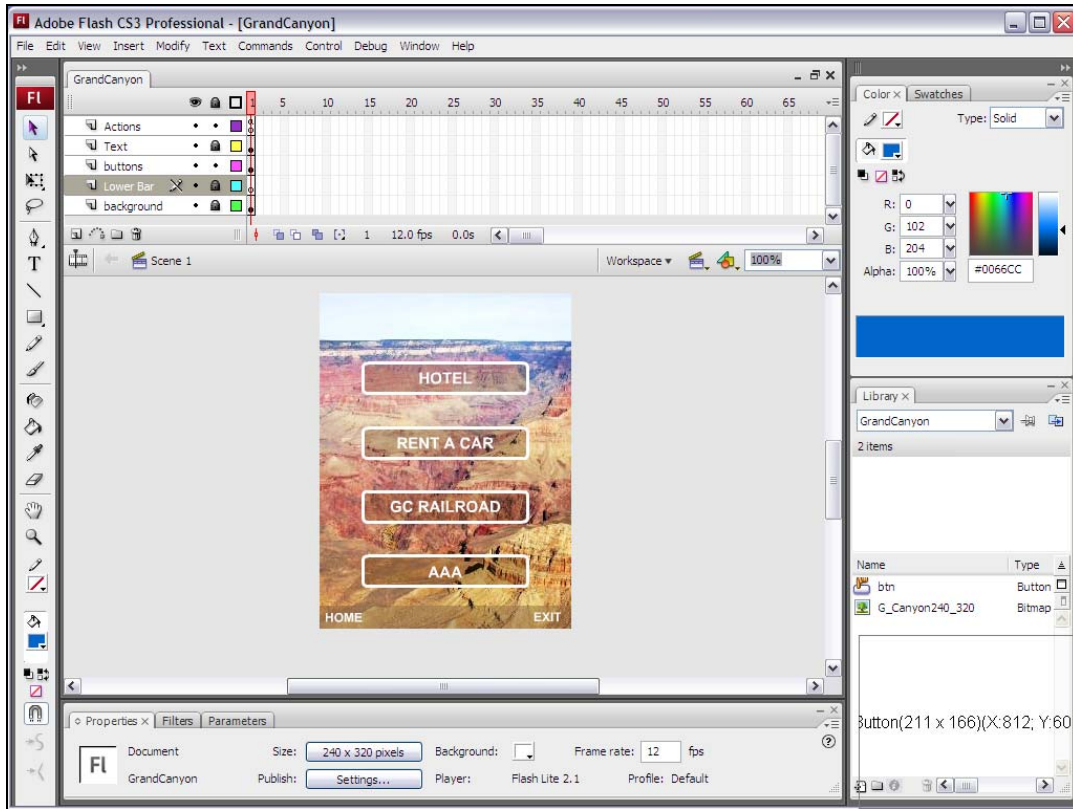 Adobe Flash CS3 Professional - [GrandCanyon]
File Edit View Insert Modify Text Commands Control Debug Window Help
GrandCanyon
1 5 10 15 20 25 30 35 40 45 50 55 60 65
Actions
Text
buttons
Lower Bar
background
1 12.0 fps 0.0s
Scene 1
Workspace
100%
HOTEL
RENT A CAR
GC RAILROAD
AAA
HOME EXIT
Properties Filters Parameters
Fl Document Size: 240 x 320 pixels Background: Frame rate: 12 fps
GrandCanyon Publish: Settings... Player: Flash Lite 2.1 Profile: Default
Fl
T
Color Swatches
Type: Solid
R: 0
G: 102
B: 204
Alpha: 100% #0066CC
Library
GrandCanyon
2 items
Name Type
btn Button
G_Canyon240_320 Bitmap
Button(211 x 166)(X:812; Y:60